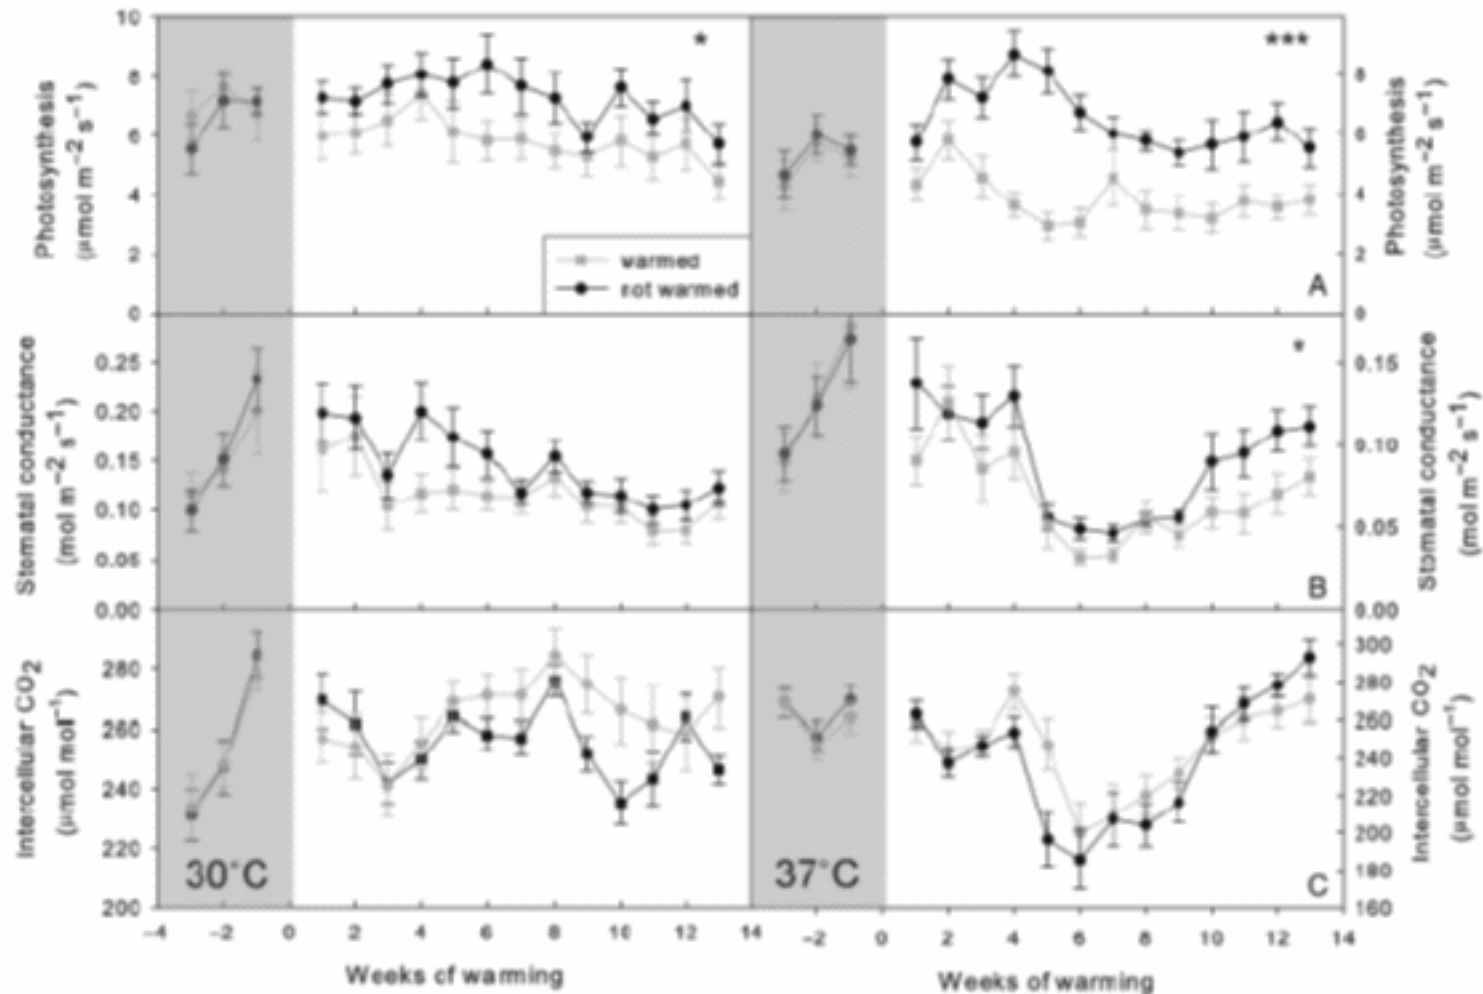 10
8
6
4
2
0
Photosynthesis
(μmol m⁻² s⁻¹)
*
warmed
not warmed
***
A
8
6
4
2
0
Photosynthesis
(μmol m⁻² s⁻¹)
0.25
0.20
0.15
0.10
0.05
0.00
Stomatal conductance
(mol m⁻² s⁻¹)
*
B
0.15
0.10
0.05
0.00
Stomatal conductance
(mol m⁻² s⁻¹)
280
260
240
220
200
Intercellular CO₂
(μmol mol⁻¹)
30°C
37°C
C
300
280
260
240
220
200
180
160
Intercellular CO₂
(μmol mol⁻¹)
−4 −2 0 2 4 6 8 10 12 14 −2 0 2 4 6 8 10 12 14
Weeks of warming
Weeks of warming